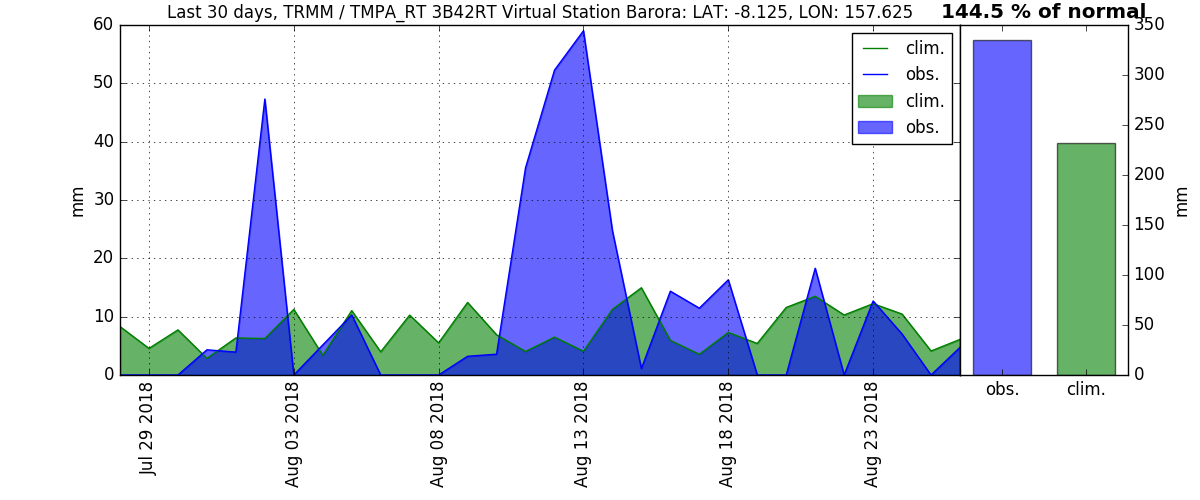 Last 30 days, TRMM / TMPA_RT 3B42RT Virtual Station Barora: LAT: -8.125, LON: 157.625
144.5 % of normal
60
50
40
30
20
10
0
mm
clim.
obs.
clim.
obs.
Jul 29 2018
Aug 03 2018
Aug 08 2018
Aug 13 2018
Aug 18 2018
Aug 23 2018
350
300
250
200
150
100
50
0
mm
obs.
clim.